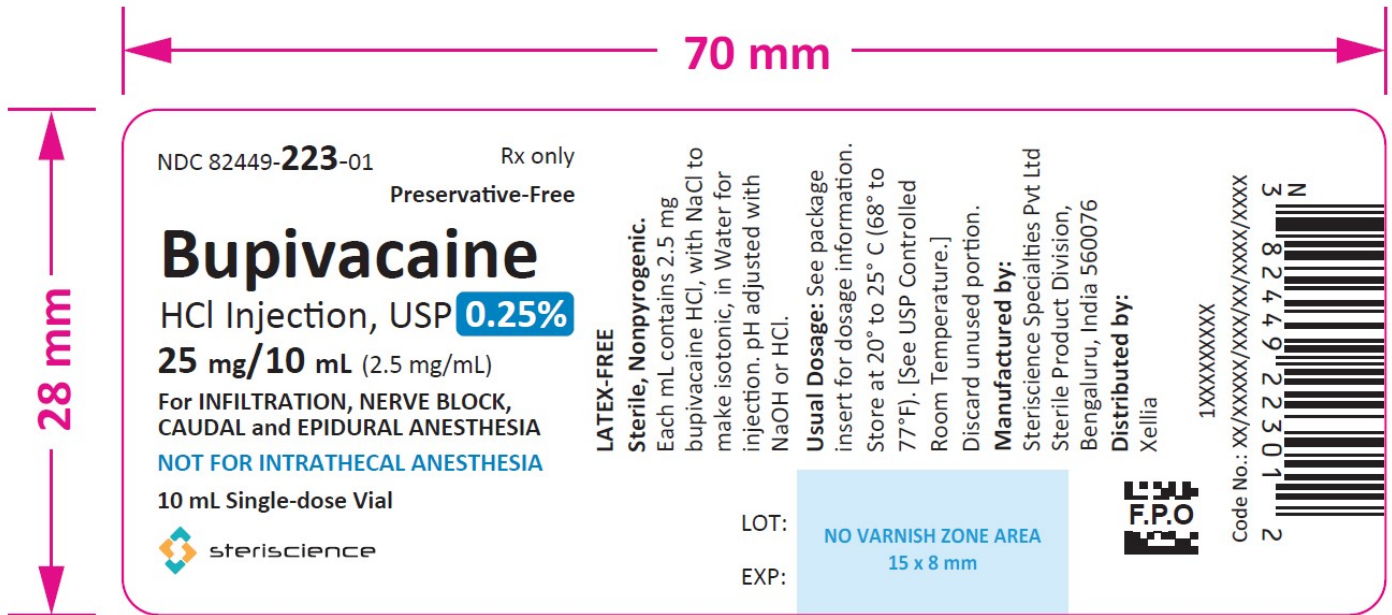 70 mm
28 mm
NDC 82449-223-01
Rx only
Preservative-Free
Bupivacaine
HCl Injection, USP 0.25%
25 mg/10 mL (2.5 mg/mL)
For INFILTRATION, NERVE BLOCK,
CAUDAL and EPIDURAL ANESTHESIA
NOT FOR INTRATHECAL ANESTHESIA
10 mL Single-dose Vial
steriscience
LATEX-FREE
Sterile, Nonpyrogenic.
Each mL contains 2.5 mg
bupivacaine HCl, with NaCl to
make isotonic, in Water for
injection. pH adjusted with
NaOH or HCl.
Usual Dosage: See package
insert for dosage information.
Store at 20° to 25° C (68° to
77°F). [See USP Controlled
Room Temperature.]
Discard unused portion.
Manufactured by:
Steriscience Specialties Pvt Ltd
Sterile Product Division,
Bengaluru, India 560076
Distributed by:
Xellia
LOT:
EXP:
NO VARNISH ZONE AREA
15 x 8 mm
F.P.O
1XXXXXXXXX
Code No.: XX/XXXXXX/XXX/XX/XXXX/XXXX
N
3 82449 22301 2